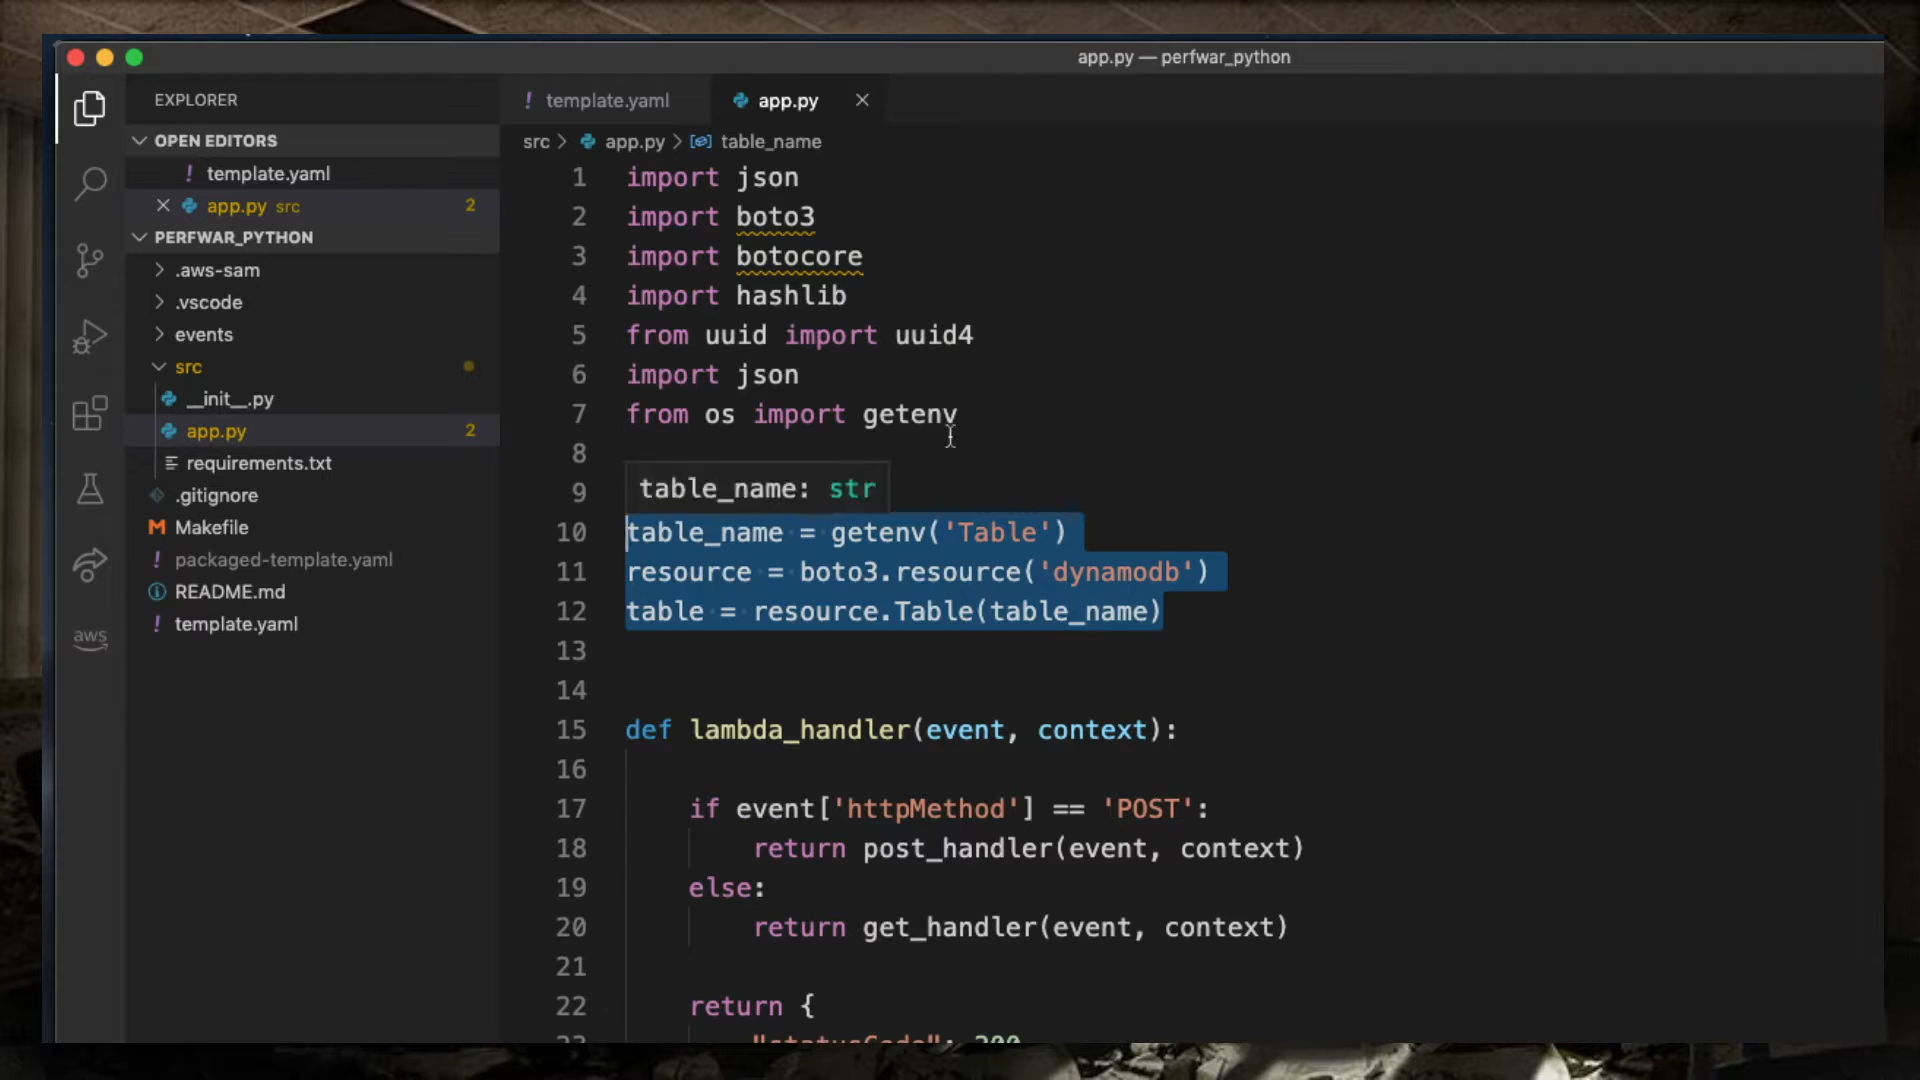 app.py — perfwar_python
EXPLORER
OPEN EDITORS
! template.yaml
app.py src 2
PERFWAR_PYTHON
.aws-sam
.vscode
events
src
__init__.py
app.py 2
requirements.txt
.gitignore
Makefile
! packaged-template.yaml
README.md
! template.yaml
aws
! template.yaml
app.py
src > app.py > table_name
1 import json
2 import boto3
3 import botocore
4 import hashlib
5 from uuid import uuid4
6 import json
7 from os import getenv
8
table_name: str
9
10 table_name = getenv('Table')
11 resource = boto3.resource('dynamodb')
12 table = resource.Table(table_name)
13
14
15 def lambda_handler(event, context):
16
17 if event['httpMethod'] == 'POST':
18 return post_handler(event, context)
19 else:
20 return get_handler(event, context)
21
22 return {
23 "statusCode": 200